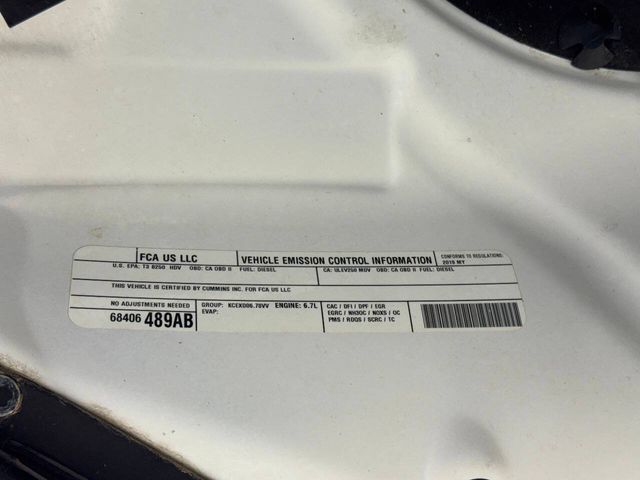 FCA US LLC
VEHICLE EMISSION CONTROL INFORMATION
CONFORMS TO REGULATIONS:
2019 MY
U.S. EPA: T3 B250 HDV OBD: CA OBD II FUEL: DIESEL
CA: ULEV250 MDV OBD: CA OBD II FUEL: DIESEL
THIS VEHICLE IS CERTIFIED BY CUMMINS INC. FOR FCA US LLC
NO ADJUSTMENTS NEEDED
68406 489AB
GROUP: KCEXD06.78VV ENGINE: 6.7L
EVAP:
CAC / DFI / DPF / EGR
EGRC / NH3OC / NOXS / OC
PMS / RDQS / SCRC / TC